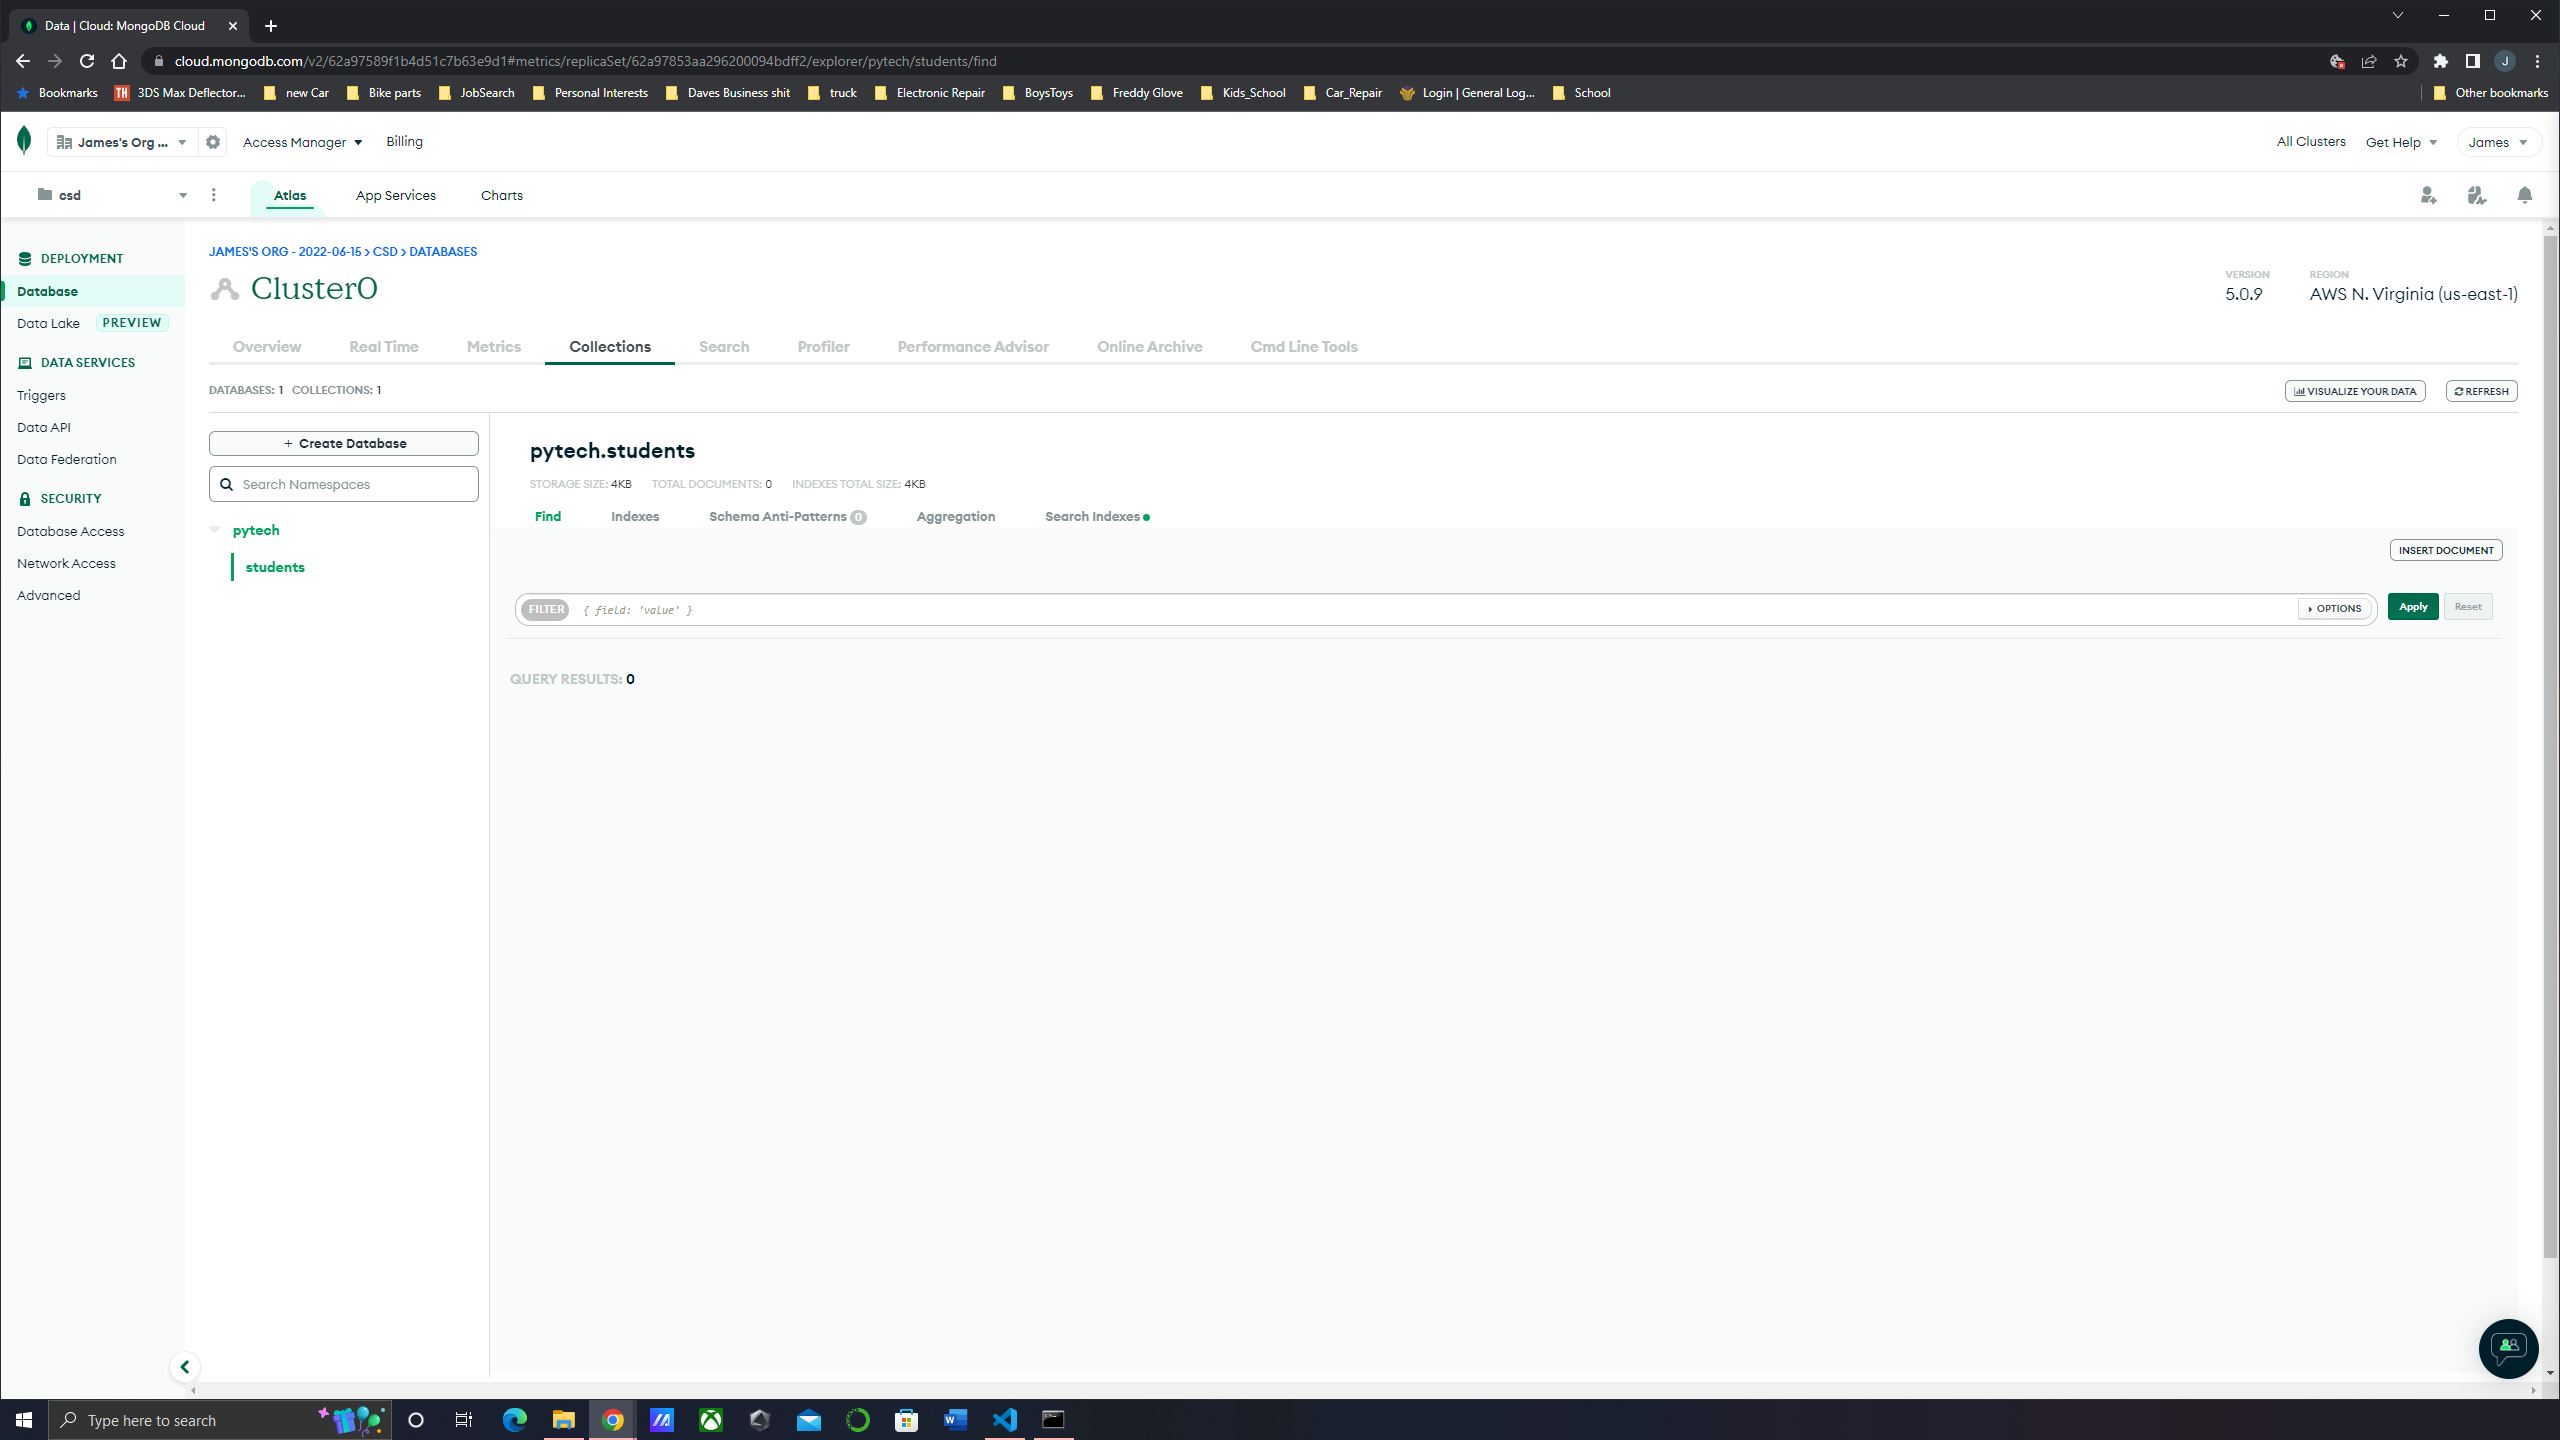 Data | Cloud: MongoDB Cloud
cloud.mongodb.com/v2/62a97589f1b4d51c7b63e9d1#metrics/replicaSet/62a97853aa296200094bdff2/explorer/pytech/students/find
J
Bookmarks TH 3DS Max Deflector... new Car Bike parts JobSearch Personal Interests Daves Business shit truck Electronic Repair BoysToys Freddy Glove Kids_School Car_Repair Login | General Log... School Other bookmarks
James's Org ... Access Manager Billing All Clusters Get Help James
csd Atlas App Services Charts
DEPLOYMENT
Database
Data Lake PREVIEW
DATA SERVICES
Triggers
Data API
Data Federation
SECURITY
Database Access
Network Access
Advanced
JAMES'S ORG - 2022-06-15 > CSD > DATABASES
Cluster0
VERSION
5.0.9
REGION
AWS N. Virginia (us-east-1)
Overview Real Time Metrics Collections Search Profiler Performance Advisor Online Archive Cmd Line Tools
DATABASES: 1 COLLECTIONS: 1
VISUALIZE YOUR DATA REFRESH
+ Create Database
Search Namespaces
pytech
students
pytech.students
STORAGE SIZE: 4KB TOTAL DOCUMENTS: 0 INDEXES TOTAL SIZE: 4KB
Find Indexes Schema Anti-Patterns 0 Aggregation Search Indexes
INSERT DOCUMENT
FILTER { field: 'value' } OPTIONS Apply Reset
QUERY RESULTS: 0
Type here to search